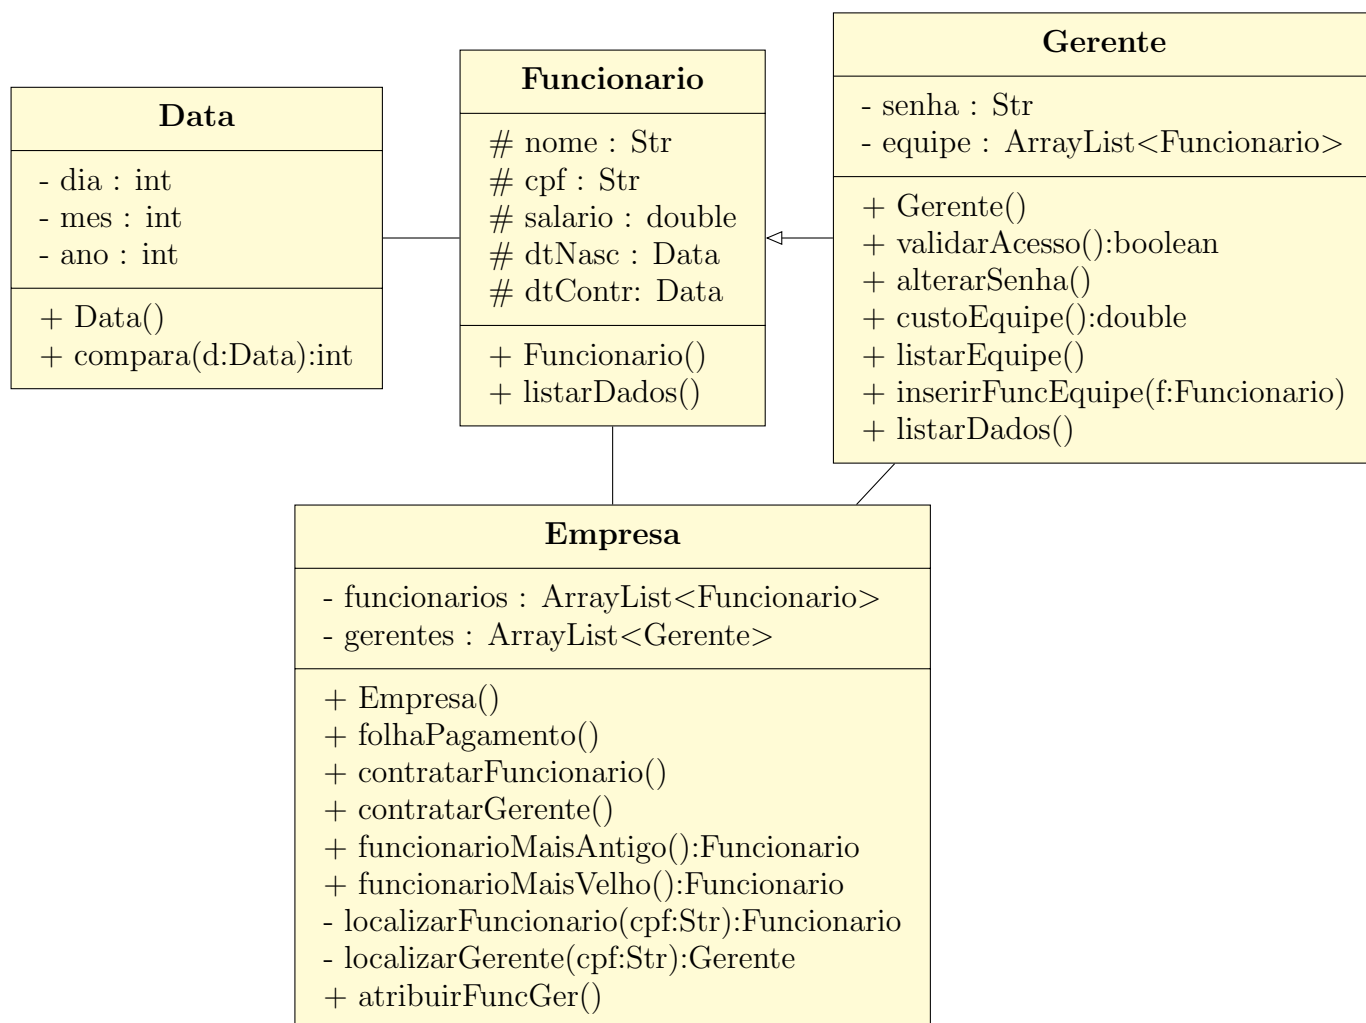 Data
- dia : int
- mes : int
- ano : int
+ Data()
+ compara(d:Data):int
Funcionario
# nome : Str
# cpf : Str
# salario : double
# dtNasc : Data
# dtContr: Data
+ Funcionario()
+ listarDados()
Gerente
- senha : Str
- equipe : ArrayList<Funcionario>
+ Gerente()
+ validarAcesso():boolean
+ alterarSenha()
+ custoEquipe():double
+ listarEquipe()
+ inserirFuncEquipe(f:Funcionario)
+ listarDados()
Empresa
- funcionarios : ArrayList<Funcionario>
- gerentes : ArrayList<Gerente>
+ Empresa()
+ folhaPagamento()
+ contratarFuncionario()
+ contratarGerente()
+ funcionarioMaisAntigo():Funcionario
+ funcionarioMaisVelho():Funcionario
- localizarFuncionario(cpf:Str):Funcionario
- localizarGerente(cpf:Str):Gerente
+ atribuirFuncGer()